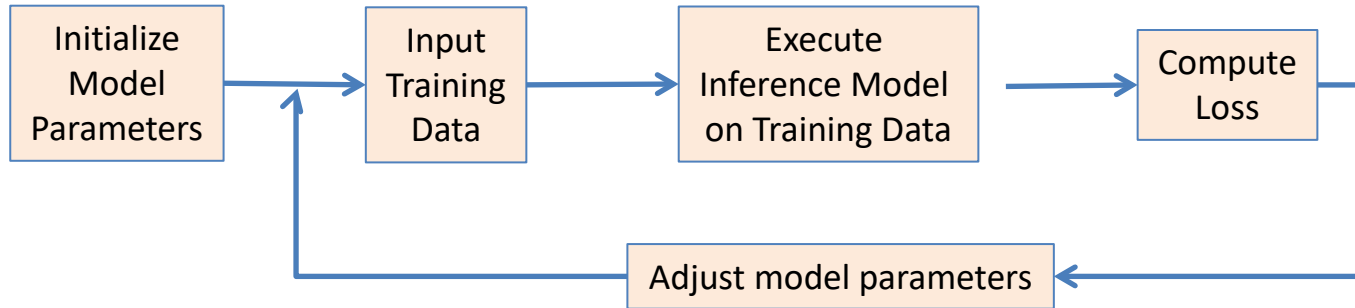 Initialize
Model
Parameters
Input
Training
Data
Execute
Inference Model
on Training Data
Compute
Loss
Adjust model parameters